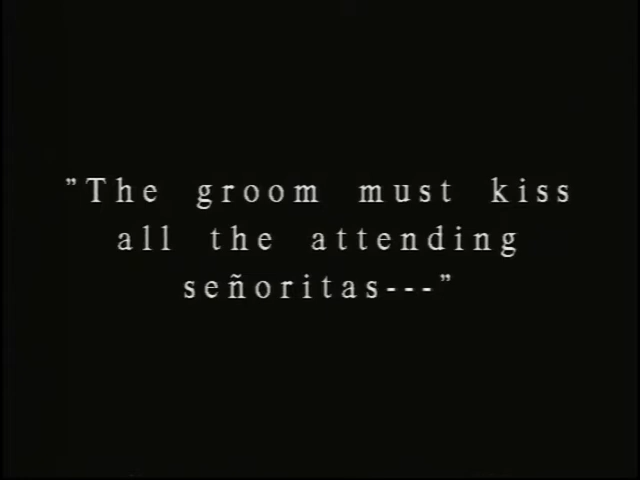 "The groom must kiss
all the attending
señoritas---"